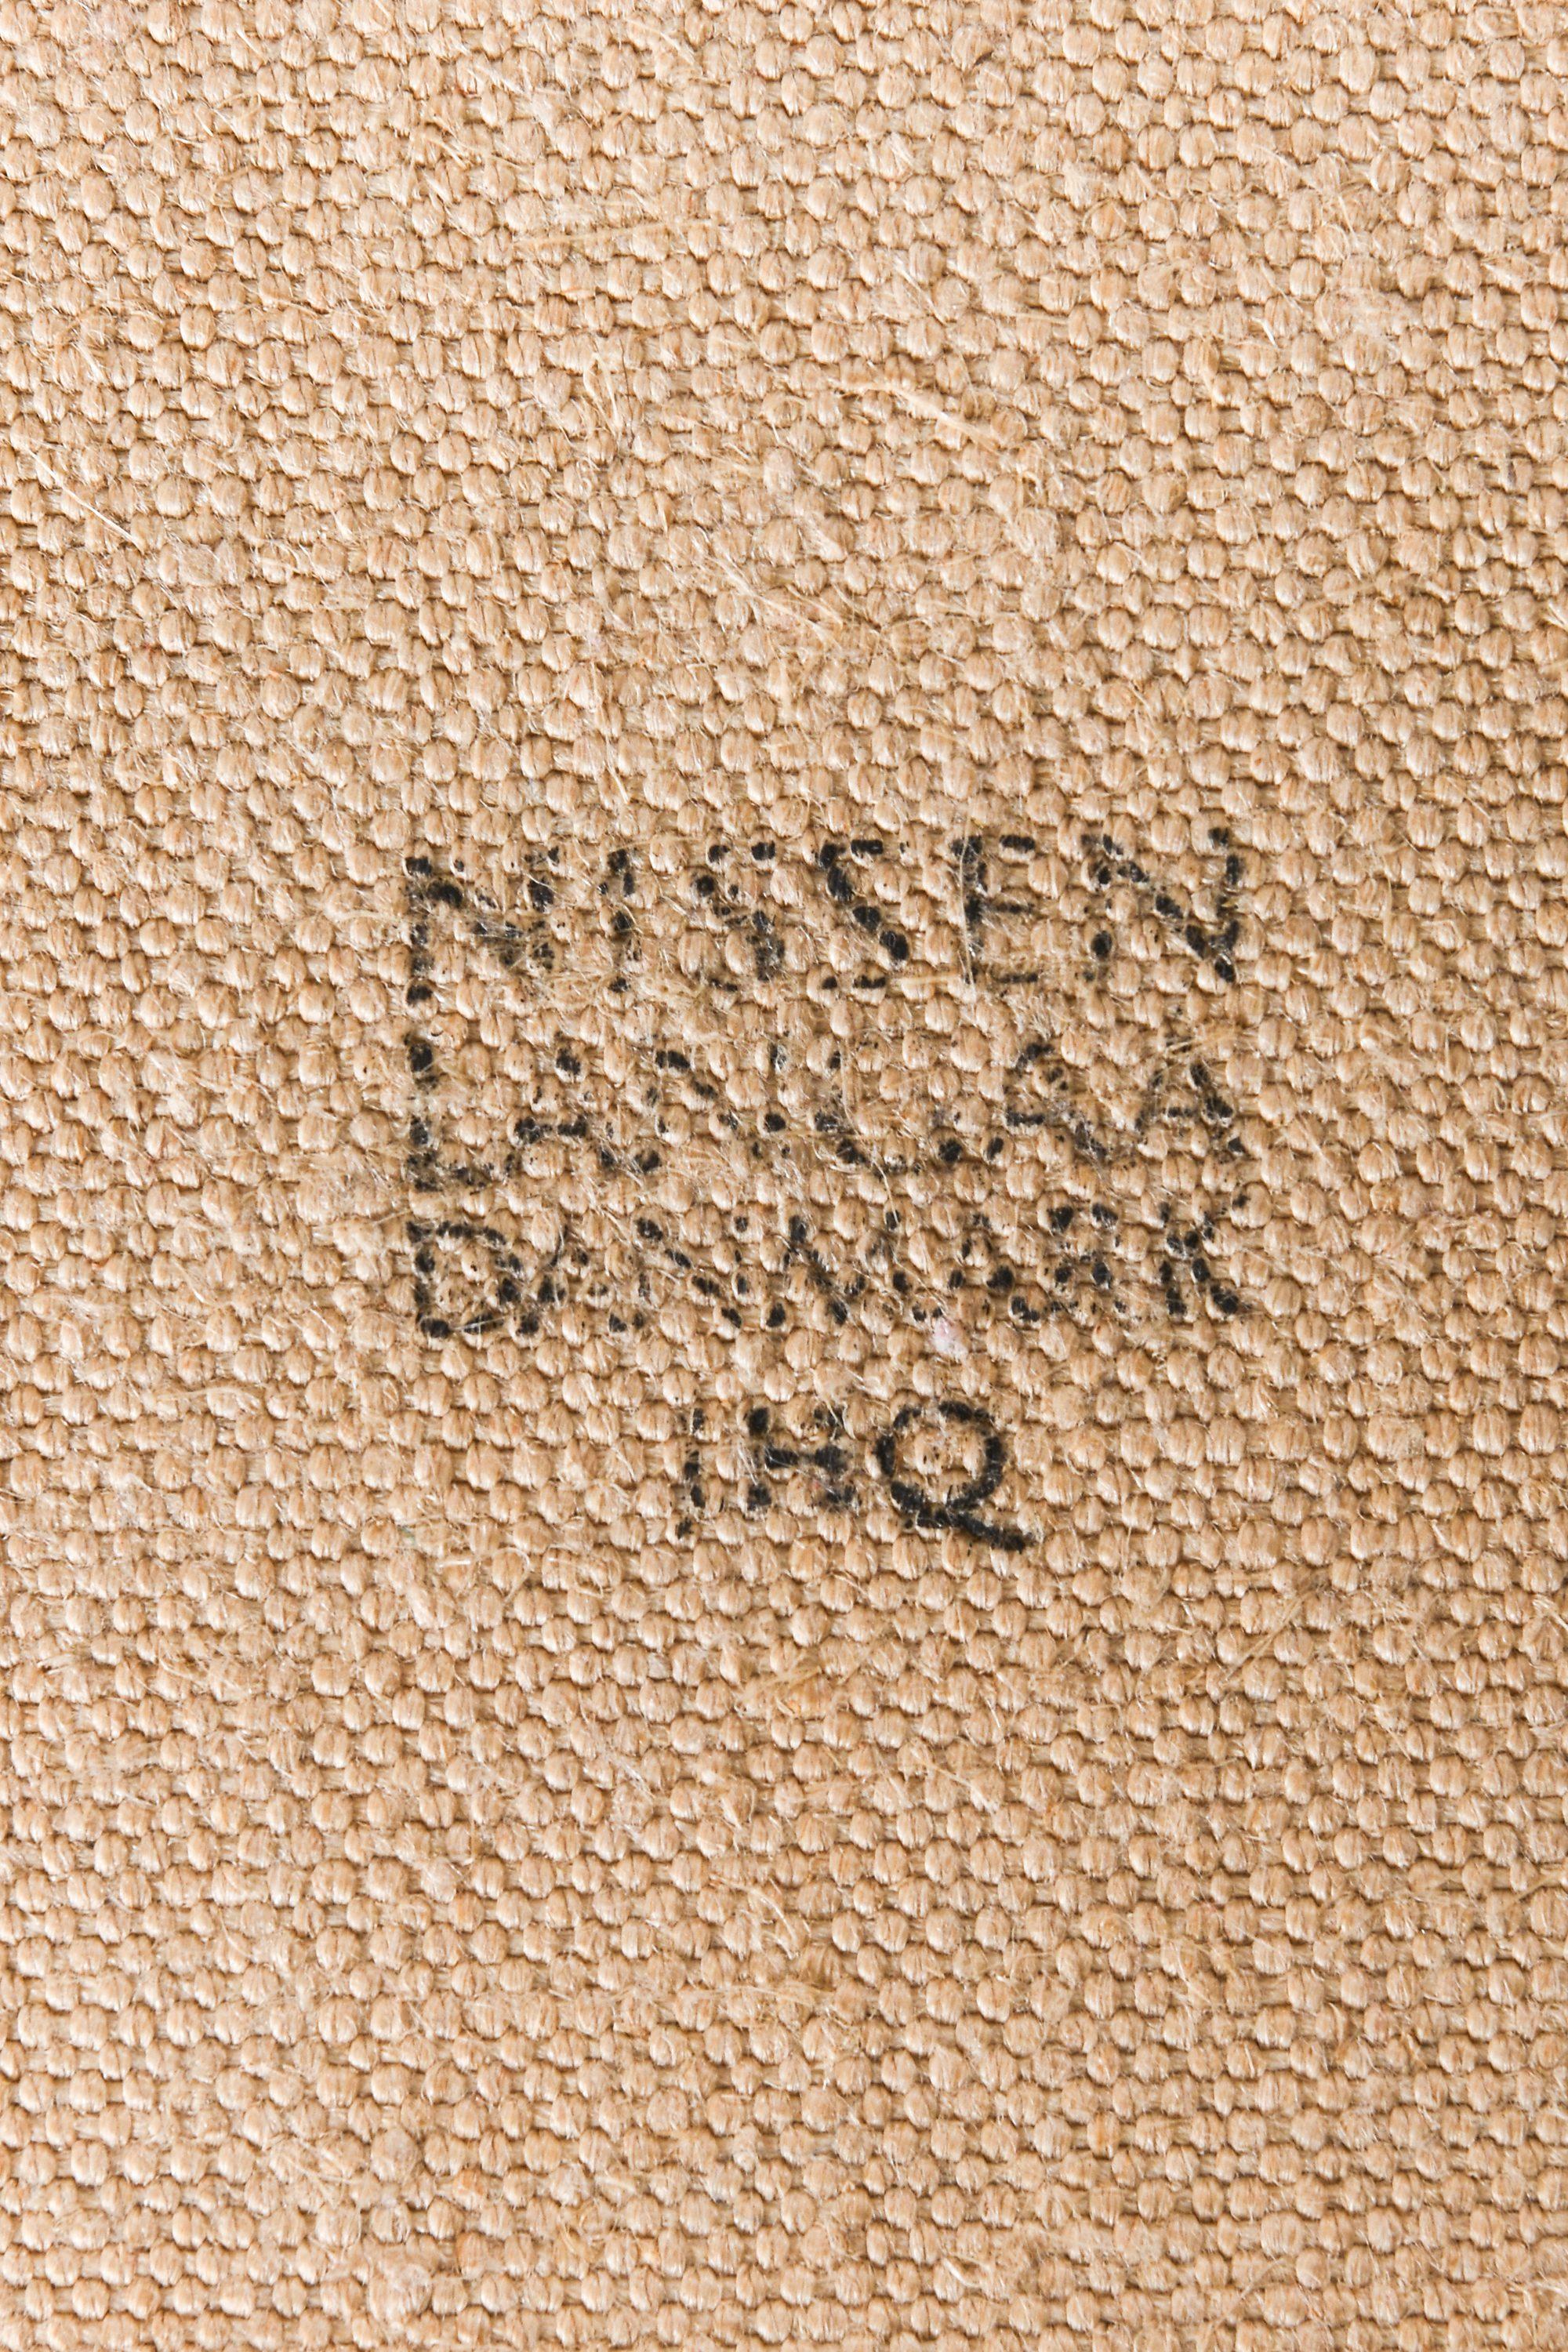 NISSEN
LANGAA
DANMARK
IHQ